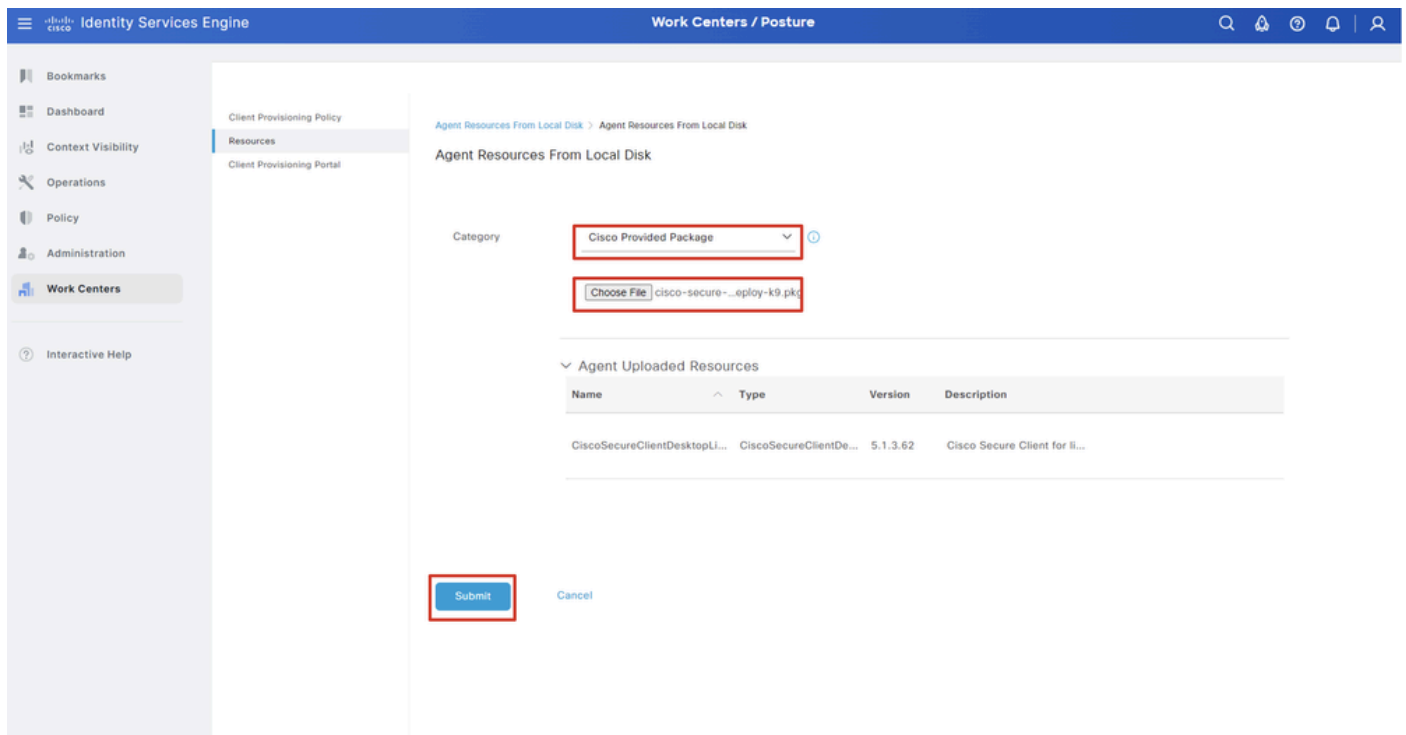 cisco Identity Services Engine
Work Centers / Posture
Bookmarks
Dashboard
Context Visibility
Operations
Policy
Administration
Work Centers
Interactive Help
Client Provisioning Policy
Resources
Client Provisioning Portal
Agent Resources From Local Disk > Agent Resources From Local Disk
Agent Resources From Local Disk
Category
Cisco Provided Package
Choose File cisco-secure-...eploy-k9.pkg
Agent Uploaded Resources
Name Type Version Description
CiscoSecureClientDesktopLi... CiscoSecureClientDe... 5.1.3.62 Cisco Secure Client for li...
Submit Cancel